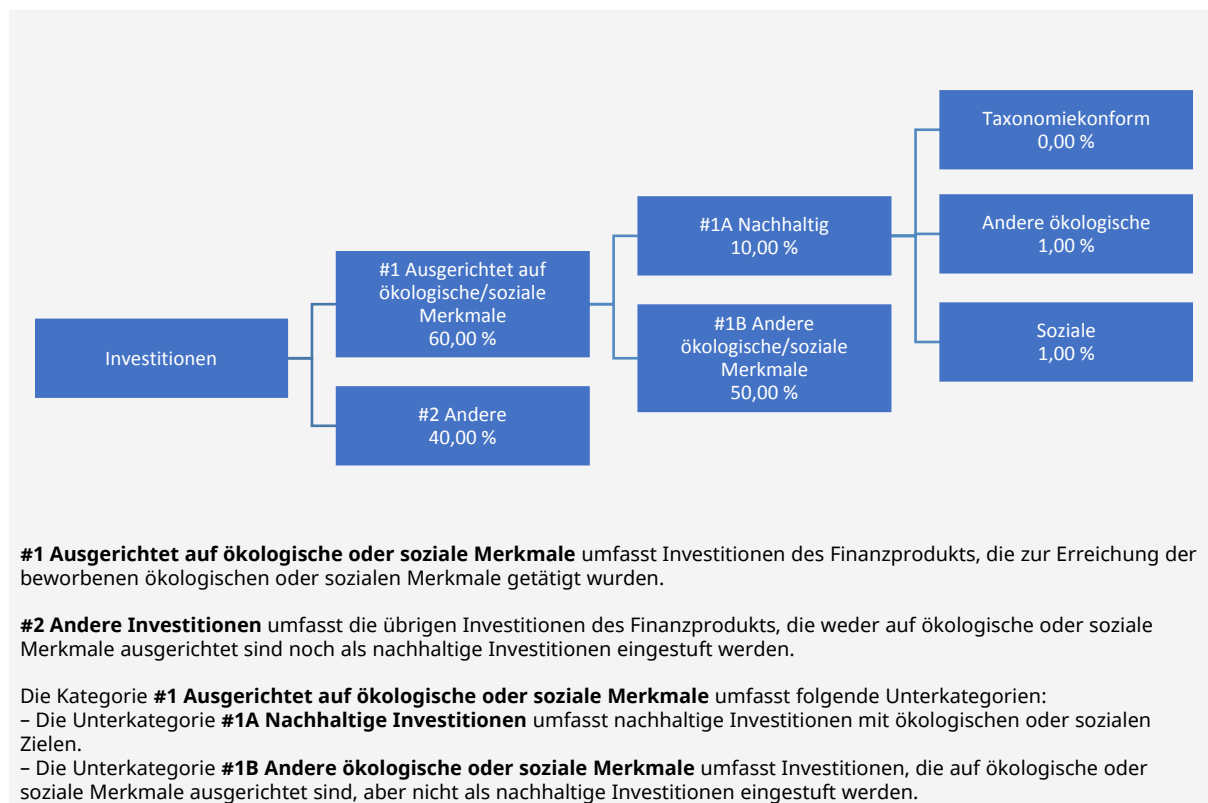 Investitionen
#1 Ausgerichtet auf
ökologische/soziale
Merkmale
60,00 %
#2 Andere
40,00 %
#1A Nachhaltig
10,00 %
#1B Andere
ökologische/soziale
Merkmale
50,00 %
Taxonomiekonform
0,00 %
Andere ökologische
1,00 %
Soziale
1,00 %
#1 Ausgerichtet auf ökologische oder soziale Merkmale umfasst Investitionen des Finanzprodukts, die zur Erreichung der
beworbenen ökologischen oder sozialen Merkmale getätigt wurden.
#2 Andere Investitionen umfasst die übrigen Investitionen des Finanzprodukts, die weder auf ökologische oder soziale
Merkmale ausgerichtet sind noch als nachhaltige Investitionen eingestuft werden.
Die Kategorie #1 Ausgerichtet auf ökologische oder soziale Merkmale umfasst folgende Unterkategorien:
– Die Unterkategorie #1A Nachhaltige Investitionen umfasst nachhaltige Investitionen mit ökologischen oder sozialen
Zielen.
– Die Unterkategorie #1B Andere ökologische oder soziale Merkmale umfasst Investitionen, die auf ökologische oder
soziale Merkmale ausgerichtet sind, aber nicht als nachhaltige Investitionen eingestuft werden.